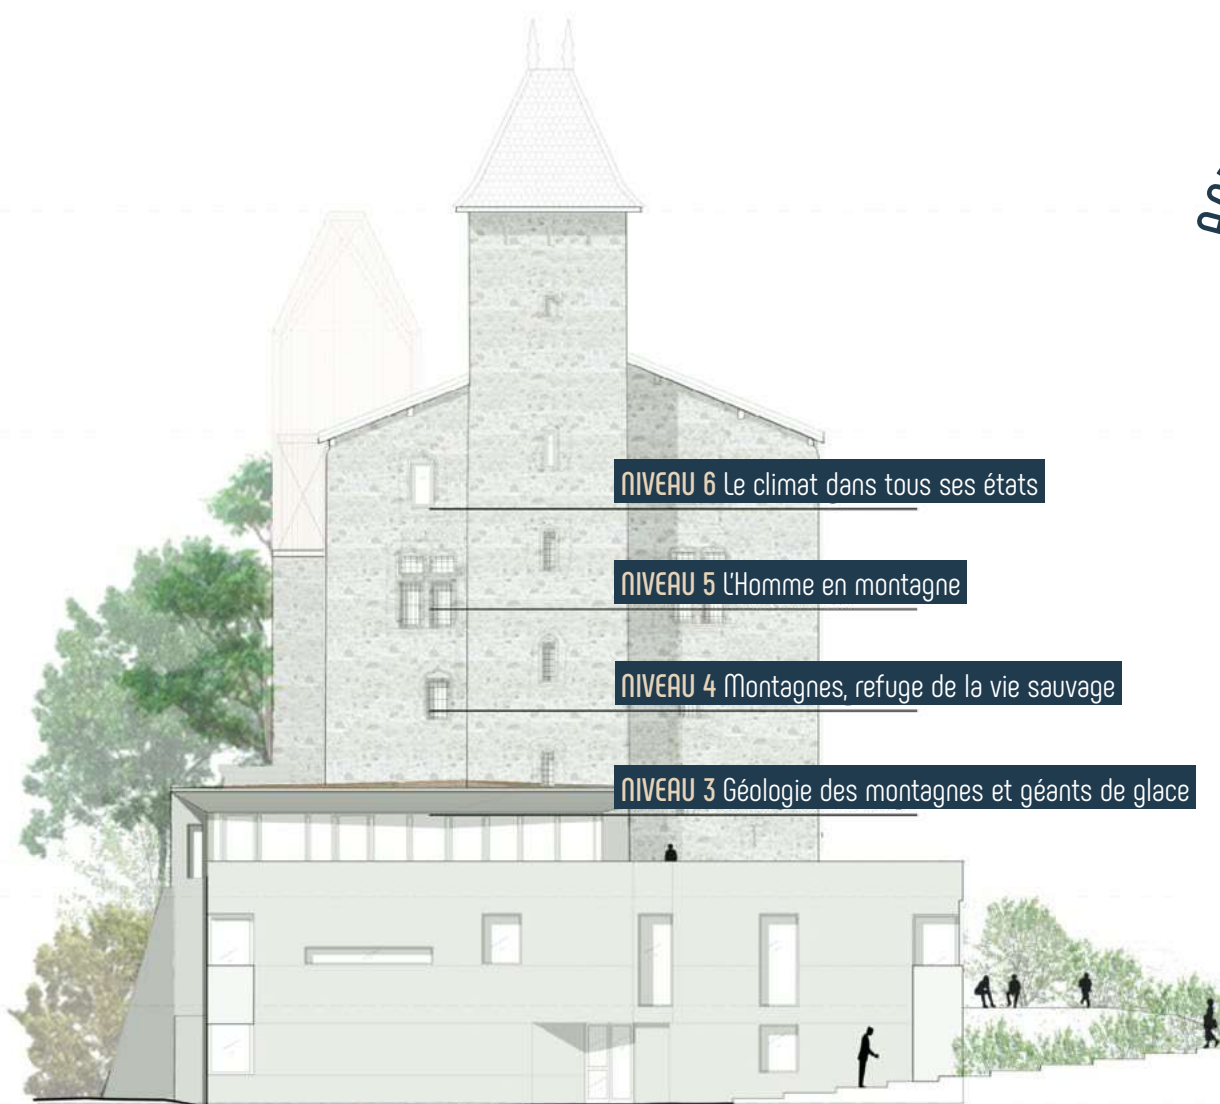 NIVEAU 6 Le climat dans tous ses états
NIVEAU 5 L'Homme en montagne
NIVEAU 4 Montagnes, refuge de la vie sauvage
NIVEAU 3 Géologie des montagnes et géants de glace